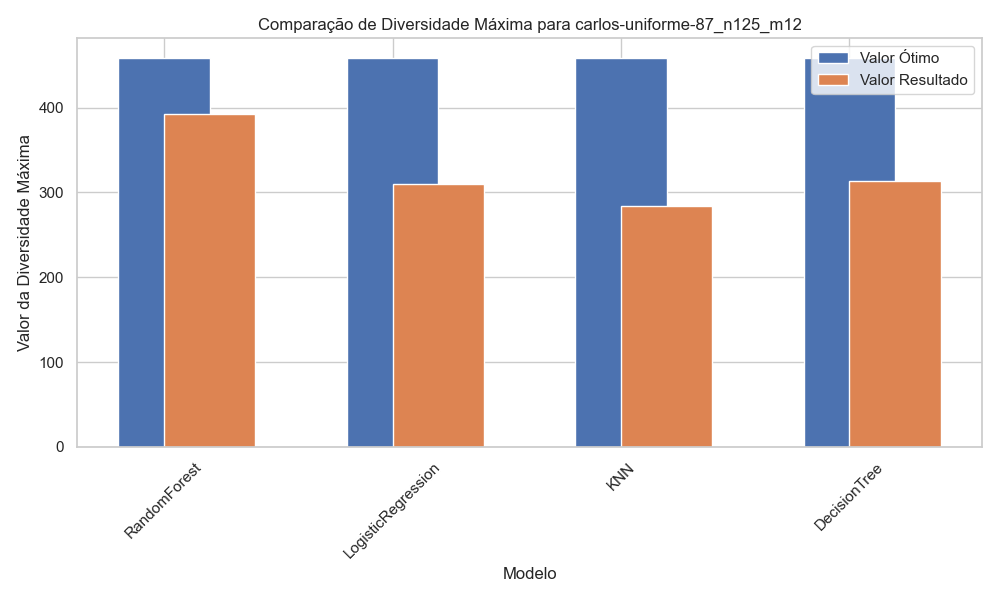 Comparação de Diversidade Máxima para carlos-uniforme-87_n125_m12
Valor Ótimo
Valor Resultado
Valor da Diversidade Máxima
400
300
200
100
0
RandomForest
LogisticRegression
KNN
DecisionTree
Modelo